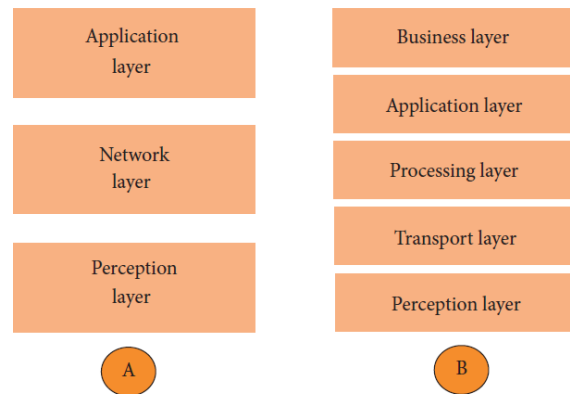 Application
layer
Network
layer
Perception
layer
A
Business layer
Application layer
Processing layer
Transport layer
Perception layer
B